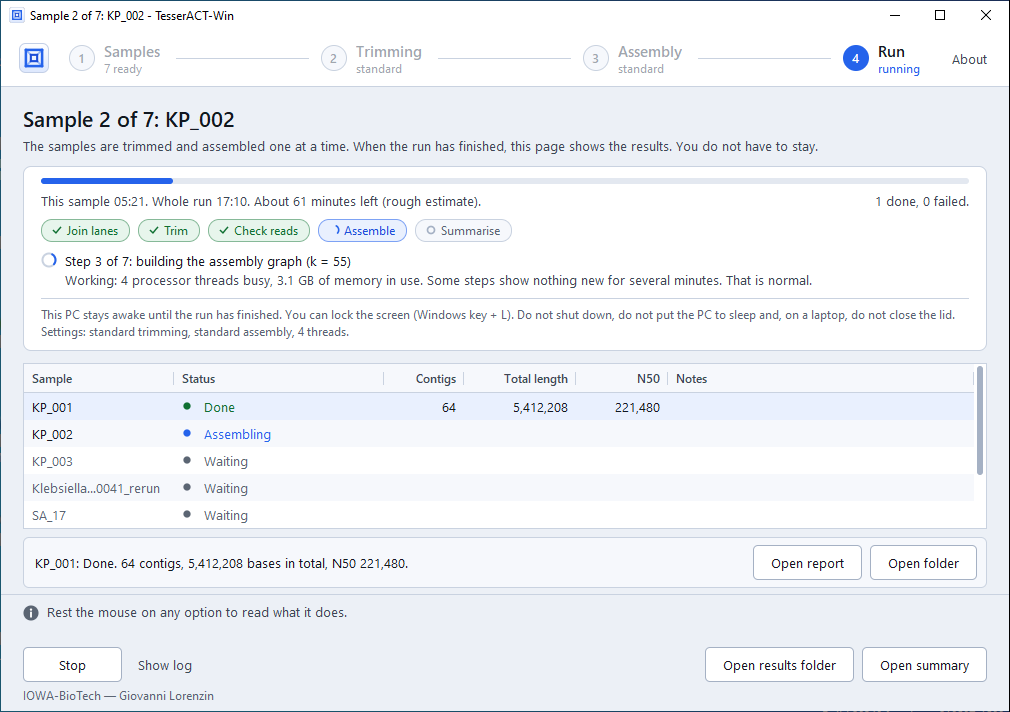 Sample 2 of 7: KP_002 - TesserACT-Win
1 Samples 7 ready
2 Trimming standard
3 Assembly standard
4 Run running
About
Sample 2 of 7: KP_002
The samples are trimmed and assembled one at a time. When the run has finished, this page shows the results. You do not have to stay.
This sample 05:21. Whole run 17:10. About 61 minutes left (rough estimate). 1 done, 0 failed.
Join lanes Trim Check reads Assemble Summarise
Step 3 of 7: building the assembly graph (k = 55)
Working: 4 processor threads busy, 3.1 GB of memory in use. Some steps show nothing new for several minutes. That is normal.
This PC stays awake until the run has finished. You can lock the screen (Windows key + L). Do not shut down, do not put the PC to sleep and, on a laptop, do not close the lid.
Settings: standard trimming, standard assembly, 4 threads.
Sample Status Contigs Total length N50 Notes
KP_001 Done 64 5,412,208 221,480
KP_002 Assembling
KP_003 Waiting
Klebsiella...0041_rerun Waiting
SA_17 Waiting
KP_001: Done. 64 contigs, 5,412,208 bases in total, N50 221,480. Open report Open folder
Rest the mouse on any option to read what it does.
Stop Show log Open results folder Open summary
IOWA-BioTech — Giovanni Lorenzin